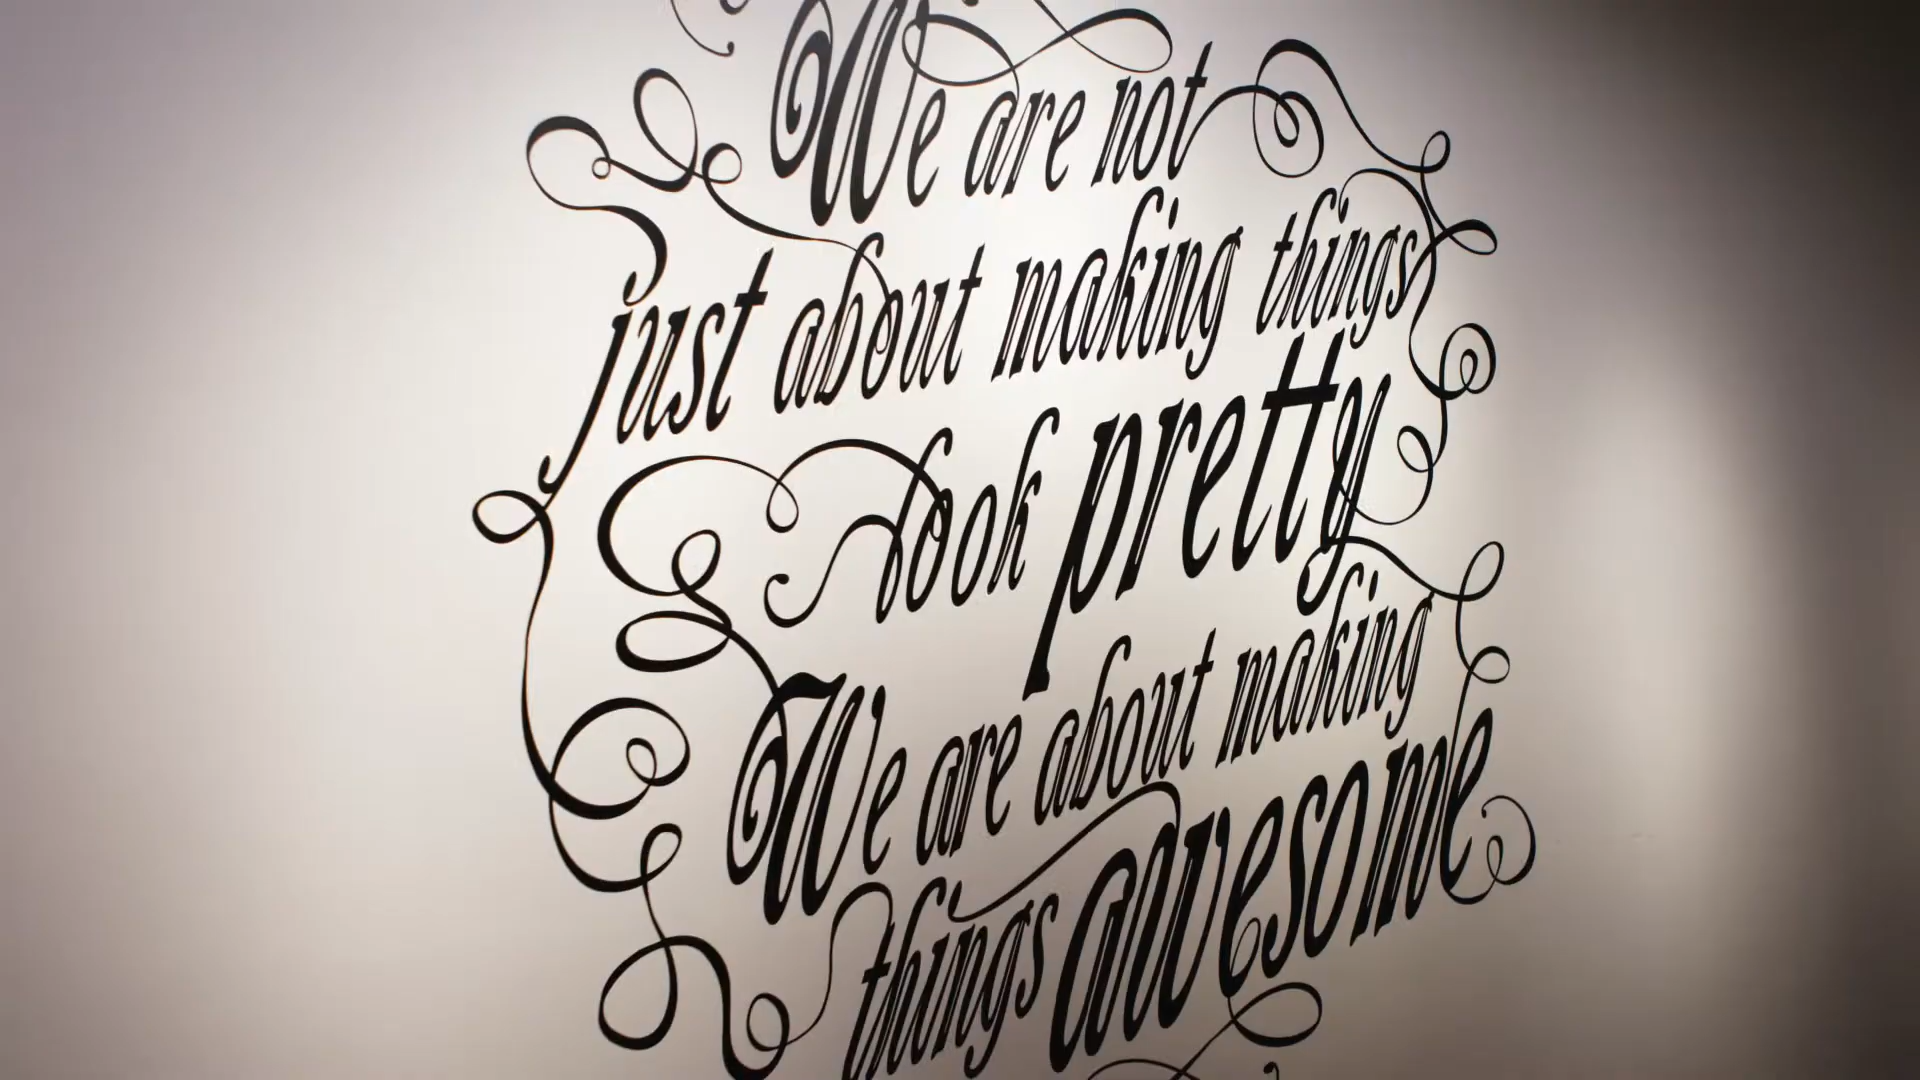 We are not
just about making things
look pretty
We are about making
things awesome